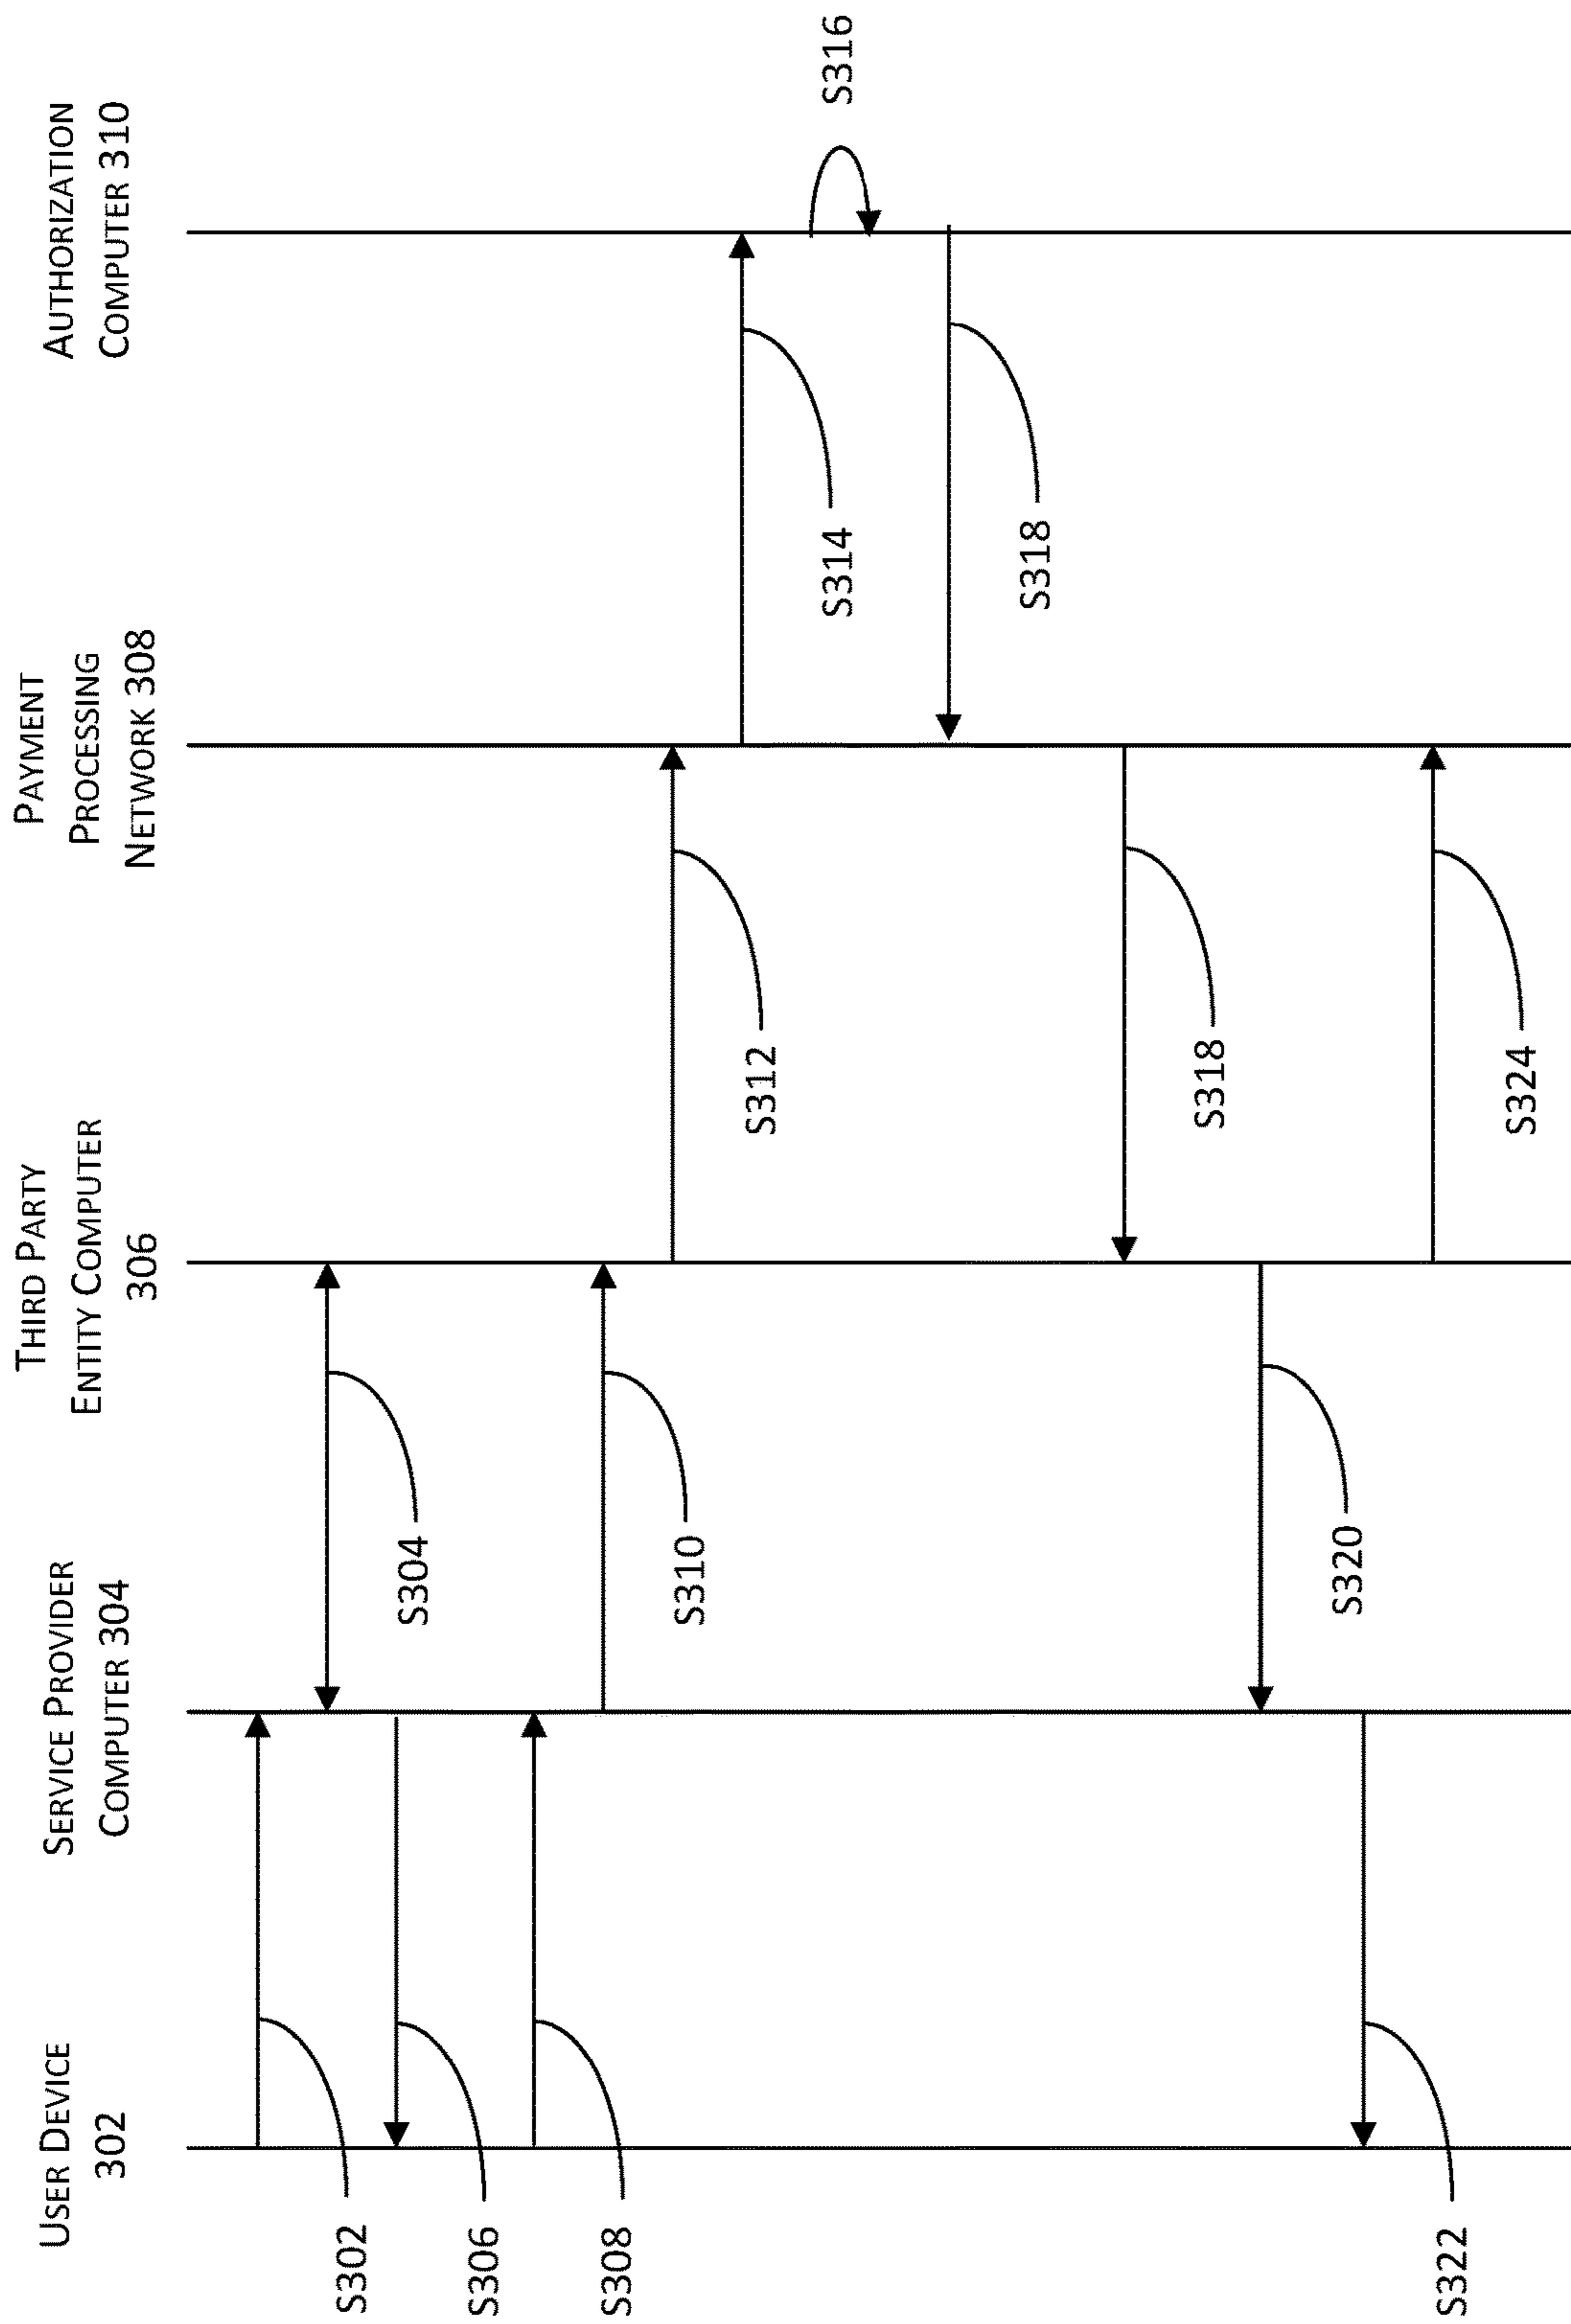 USER DEVICE
302
SERVICE PROVIDER
COMPUTER 304
THIRD PARTY
ENTITY COMPUTER
306
PAYMENT
PROCESSING
NETWORK 308
AUTHORIZATION
COMPUTER 310
S302
S304
S306
S308
S310
S312
S314
S316
S318
S318
S320
S322
S324